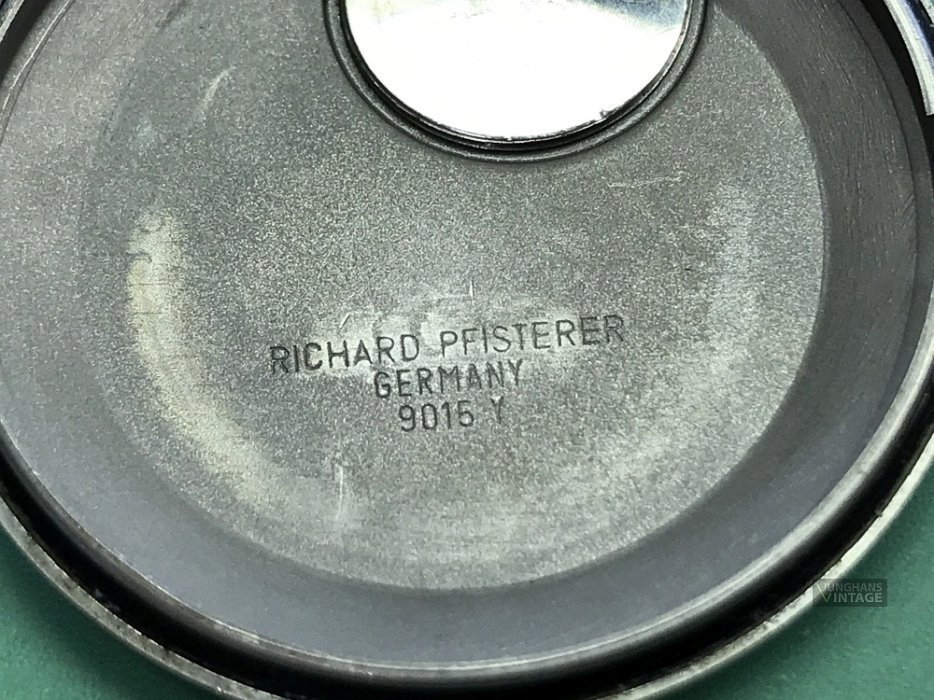 RICHARD PFISTERER
GERMANY
9015 Y
JUNGHANS
VINTAGE